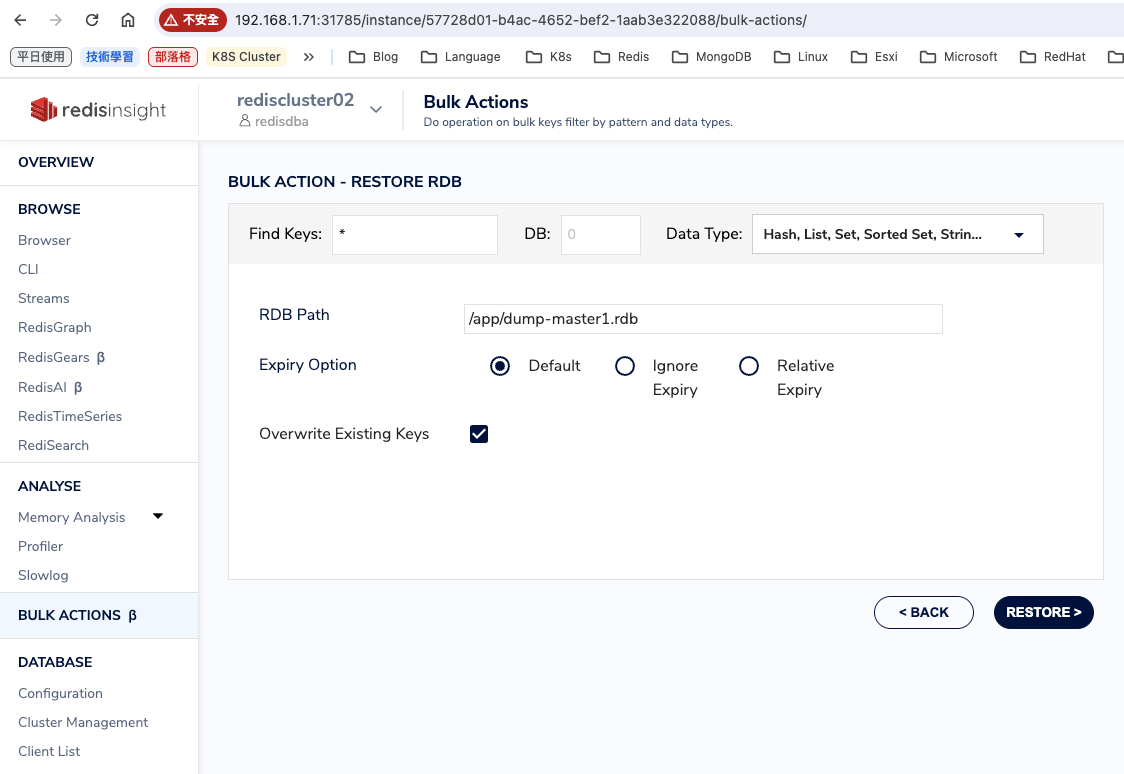 不安全 192.168.1.71:31785/instance/57728d01-b4ac-4652-bef2-1aab3e322088/bulk-actions/
平日使用 技術學習 部落格 K8S Cluster » Blog Language K8s Redis MongoDB Linux Esxi Microsoft RedHat
redisinsight
rediscluster02
redisdba
Bulk Actions
Do operation on bulk keys filter by pattern and data types.
OVERVIEW
BROWSE
Browser
CLI
Streams
RedisGraph
RedisGears β
RedisAI β
RedisTimeSeries
RediSearch
ANALYSE
Memory Analysis
Profiler
Slowlog
BULK ACTIONS β
DATABASE
Configuration
Cluster Management
Client List
BULK ACTION - RESTORE RDB
Find Keys: * DB: 0 Data Type: Hash, List, Set, Sorted Set, Strin...
RDB Path /app/dump-master1.rdb
Expiry Option Default Ignore Expiry Relative Expiry
Overwrite Existing Keys
< BACK RESTORE >